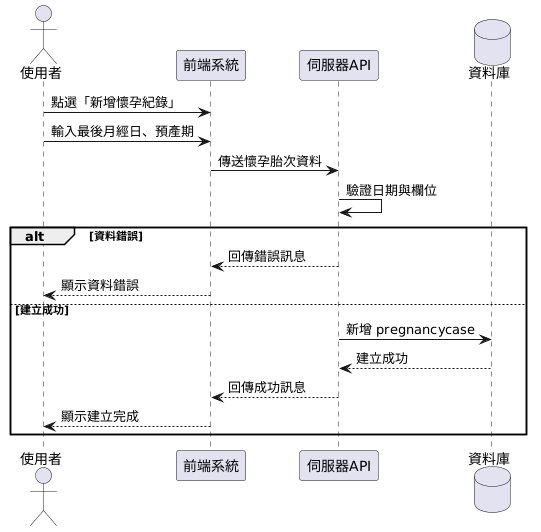 使用者
前端系統
伺服器API
資料庫
點選「新增懷孕紀錄」
輸入最後月經日、預產期
傳送懷孕胎次資料
驗證日期與欄位
alt [資料錯誤]
回傳錯誤訊息
顯示資料錯誤
[建立成功]
新增 pregnancycase
建立成功
回傳成功訊息
顯示建立完成
使用者
前端系統
伺服器API
資料庫